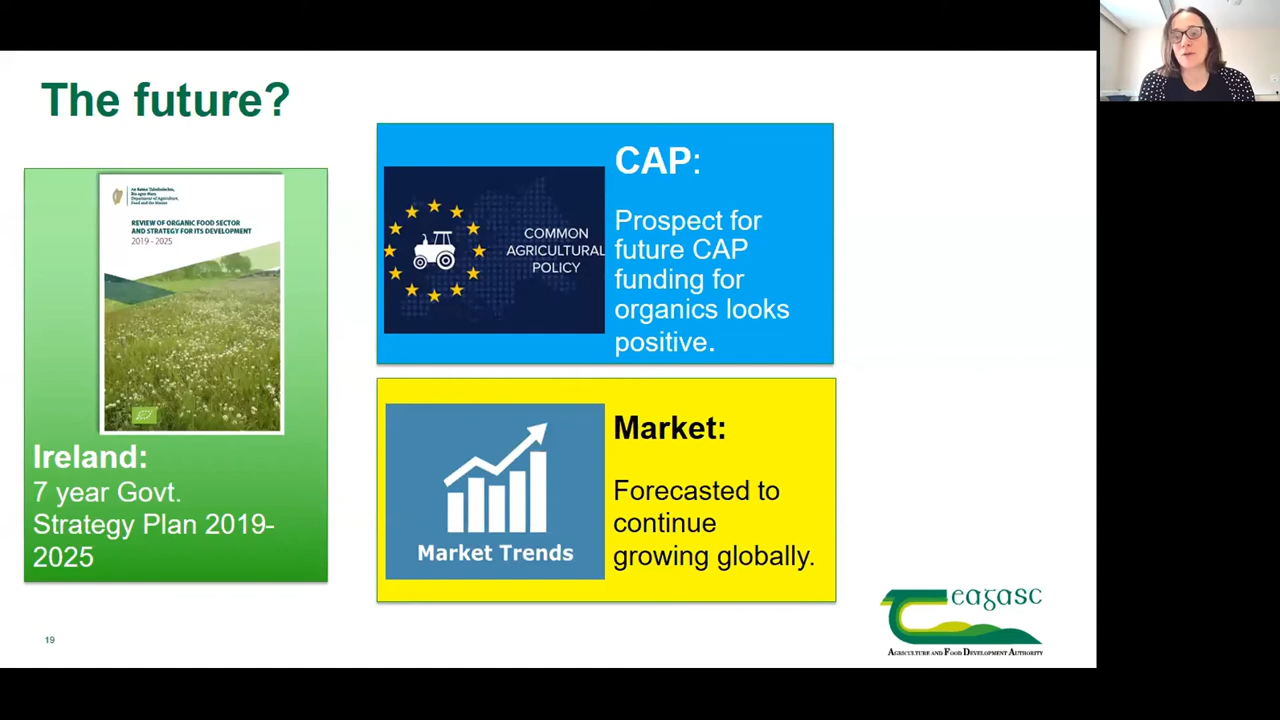 The future?
An Roinn Talmhaíochta,
Bia agus Mara
Department of Agriculture,
Food and the Marine
REVIEW OF ORGANIC FOOD SECTOR
AND STRATEGY FOR ITS DEVELOPMENT
2019 - 2025
Ireland:
7 year Govt.
Strategy Plan 2019-
2025
COMMON
AGRICULTURAL
POLICY
CAP:
Prospect for
future CAP
funding for
organics looks
positive.
Market Trends
Market:
Forecasted to
continue
growing globally.
eagasc
AGRICULTURE AND FOOD DEVELOPMENT AUTHORITY
19